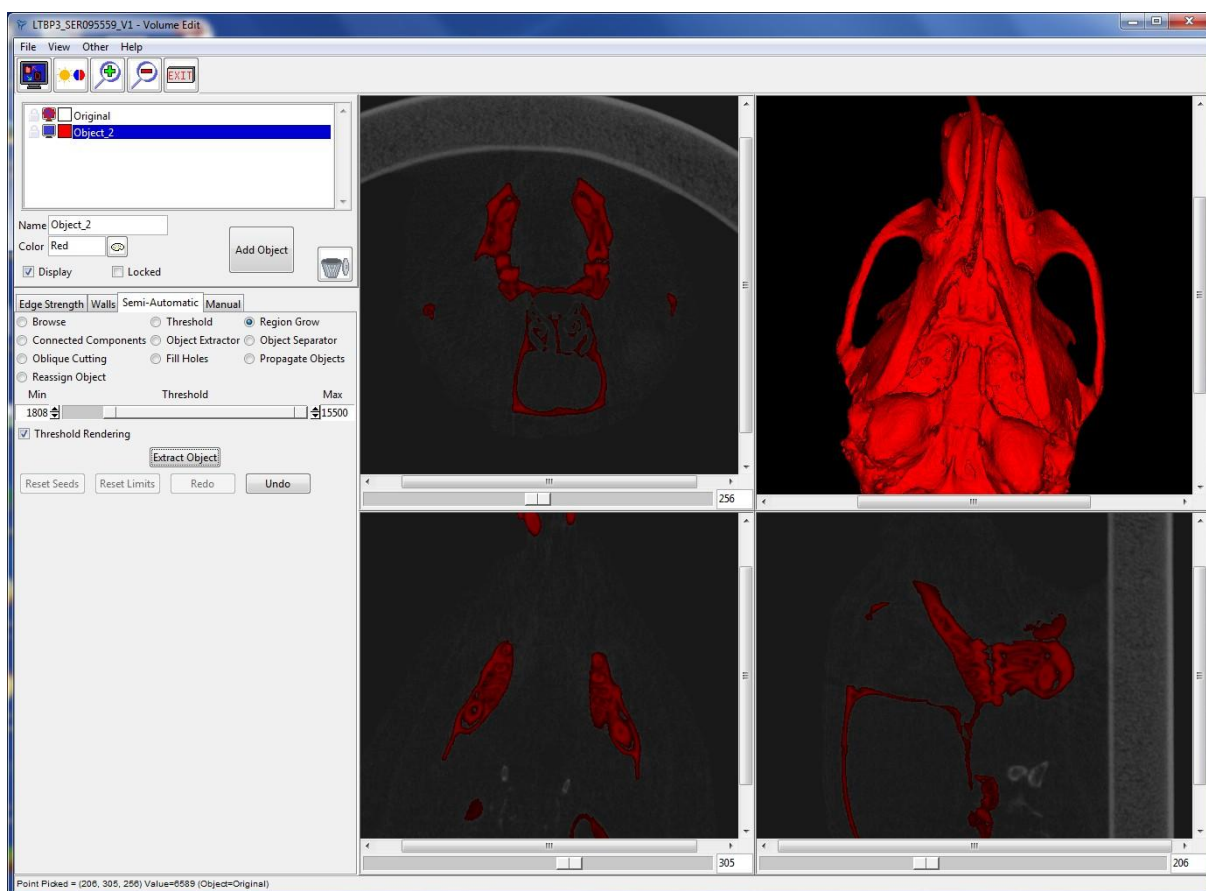 LTBP3_SER095559_V1 - Volume Edit
File View Other Help
EXIT
Original
Object_2
Name Object_2
Color Red
Add Object
Display Locked
Edge Strength Walls Semi-Automatic Manual
Browse Threshold Region Grow
Connected Components Object Extractor Object Separator
Oblique Cutting Fill Holes Propagate Objects
Reassign Object
Min Threshold Max
1808 15500
Threshold Rendering
Extract Object
Reset Seeds Reset Limits Redo Undo
256
305
206
Point Picked = (206, 305, 256) Value=6589 (Object=Original)